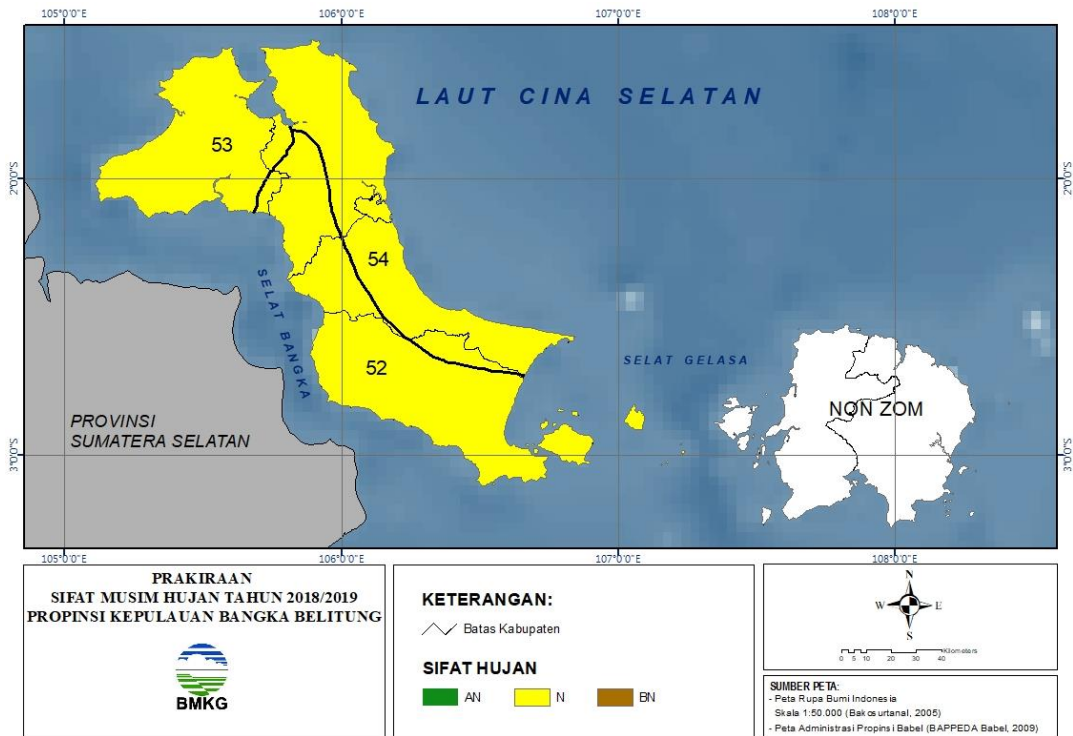 105°0'0"E 106°0'0"E 107°0'0"E 108°0'0"E
LAUT CINA SELATAN
53
2°0'0"S 2°0'0"S
54
SELAT BANGKA
SELAT GELASA
52
NON ZOM
PROVINSI
SUMATERA SELATAN
3°0'0"S 3°0'0"S
105°0'0"E 106°0'0"E 107°0'0"E 108°0'0"E
PRAKIRAAN
SIFAT MUSIM HUJAN TAHUN 2018/2019
PROPINSI KEPULAUAN BANGKA BELITUNG
BMKG
KETERANGAN:
Batas Kabupaten
SIFAT HUJAN
AN N BN
N
W E
S
0 5 10 20 30 40 Kilometers
SUMBER PETA:
- Peta Rupa Bumi Indonesia
Skala 1:50.000 (Bakosurtanal, 2005)
- Peta Administrasi Propinsi Babel (BAPPEDA Babel, 2009)